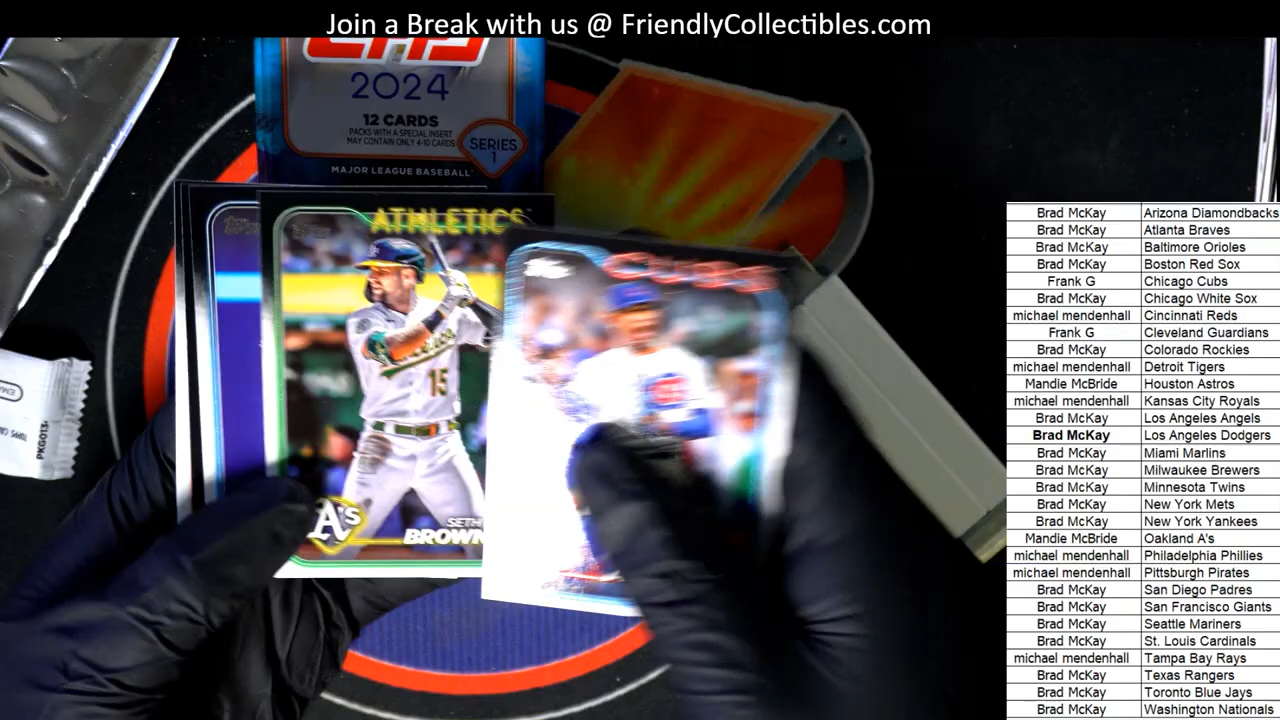 Join a Break with us @ FriendlyCollectibles.com
2024
12 CARDS
PACKS WITH A SPECIAL INSERT
MAY CONTAIN ONLY 4-10 CARDS
SERIES
1
MAJOR LEAGUE BASEBALL
ATHLETICS
CUBS
15
A's
SETH
BROWN
Brad McKay Arizona Diamondbacks
Brad McKay Atlanta Braves
Brad McKay Baltimore Orioles
Brad McKay Boston Red Sox
Frank G Chicago Cubs
Brad McKay Chicago White Sox
michael mendenhall Cincinnati Reds
Frank G Cleveland Guardians
Brad McKay Colorado Rockies
michael mendenhall Detroit Tigers
Mandie McBride Houston Astros
michael mendenhall Kansas City Royals
Brad McKay Los Angeles Angels
Brad McKay Los Angeles Dodgers
Brad McKay Miami Marlins
Brad McKay Milwaukee Brewers
Brad McKay Minnesota Twins
Brad McKay New York Mets
Brad McKay New York Yankees
Mandie McBride Oakland A's
michael mendenhall Philadelphia Phillies
michael mendenhall Pittsburgh Pirates
Brad McKay San Diego Padres
Brad McKay San Francisco Giants
Brad McKay Seattle Mariners
Brad McKay St. Louis Cardinals
michael mendenhall Tampa Bay Rays
Brad McKay Texas Rangers
Brad McKay Toronto Blue Jays
Brad McKay Washington Nationals